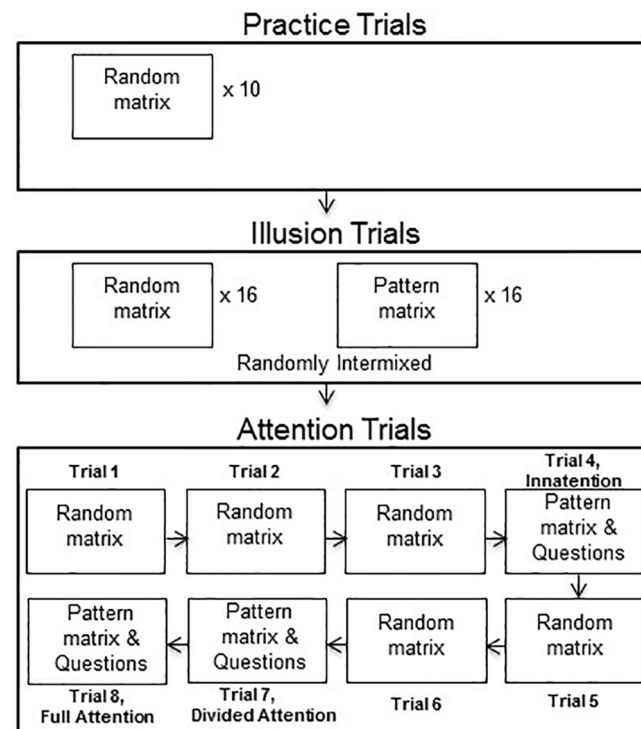 Practice Trials
Random
matrix
x 10
Illusion Trials
Random
matrix
x 16
Pattern
matrix
x 16
Randomly Intermixed
Attention Trials
Trial 1
Random
matrix
Trial 2
Random
matrix
Trial 3
Random
matrix
Trial 4,
Innatention
Pattern
matrix &
Questions
Random
matrix
Trial 5
Random
matrix
Trial 6
Pattern
matrix &
Questions
Trial 7,
Divided Attention
Pattern
matrix &
Questions
Trial 8,
Full Attention